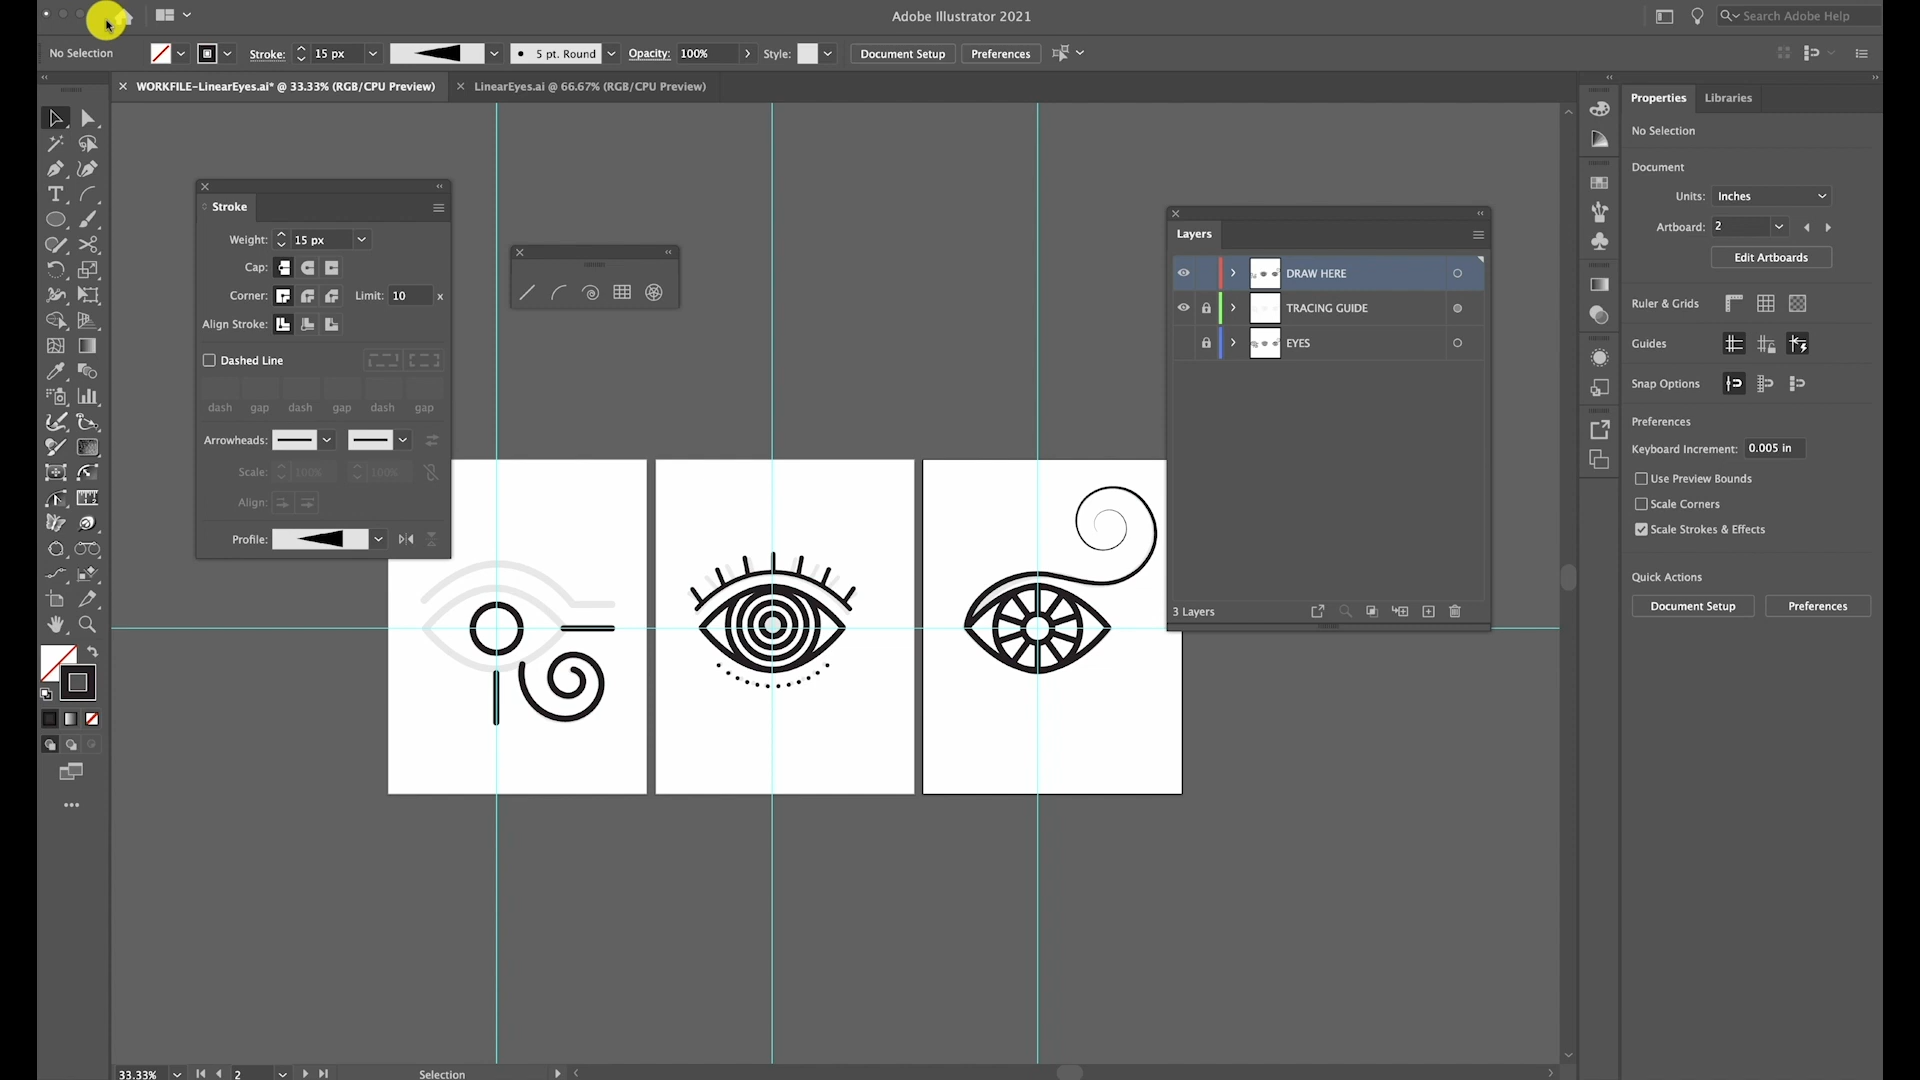 Adobe Illustrator 2021
Search Adobe Help
No Selection
Stroke:
15 px
5 pt. Round
Opacity:
100%
Style:
Document Setup
Preferences
WORKFILE-LinearEyes.ai* @ 33.33% (RGB/CPU Preview)
LinearEyes.ai @ 66.67% (RGB/CPU Preview)
Stroke
Weight:
15 px
Cap:
Corner:
Limit:
10
x
Align Stroke:
Dashed Line
dash
gap
dash
gap
dash
gap
Arrowheads:
Scale:
100%
100%
Align:
Profile:
Layers
DRAW HERE
TRACING GUIDE
EYES
3 Layers
Properties
Libraries
No Selection
Document
Units:
Inches
Artboard:
2
Edit Artboards
Ruler & Grids
Guides
Snap Options
Preferences
Keyboard Increment:
0.005 in
Use Preview Bounds
Scale Corners
Scale Strokes & Effects
Quick Actions
Document Setup
Preferences
33.33%
2
Selection